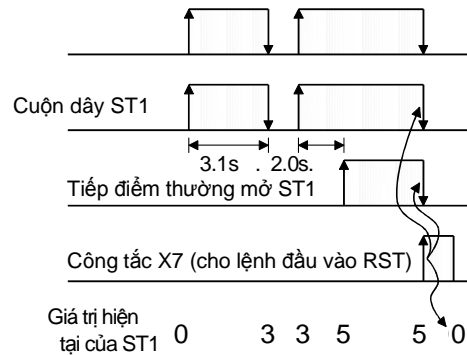 Cuộn dây ST1
3.1s . 2.0s.
Tiếp điểm thường mở ST1
Công tắc X7 (cho lệnh đầu vào RST)
Giá trị hiện
tại của ST1 0 3 3 5 5 0